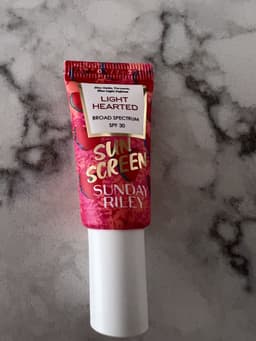 LIGHT
HEARTED
BROAD SPECTRUM
SPF 30
SUN
SCREEN
SUNDAY
RILEY